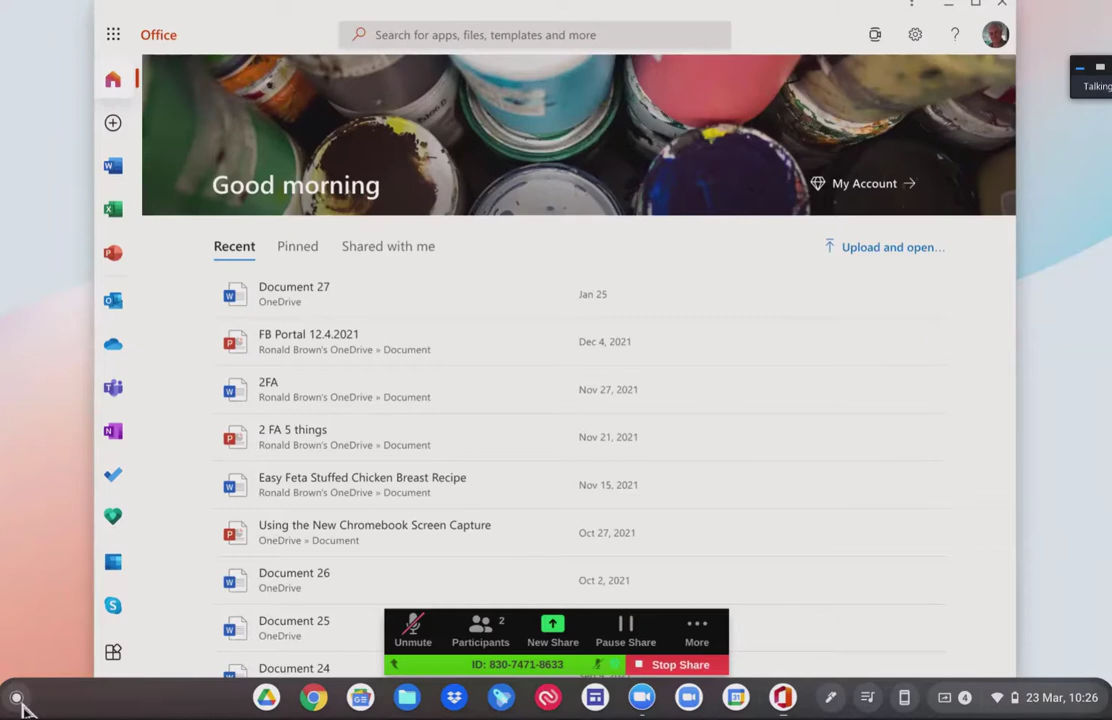 Office
Search for apps, files, templates and more
Talking
Good morning
My Account
Recent
Pinned
Shared with me
Upload and open...
Document 27
OneDrive
Jan 25
FB Portal 12.4.2021
Ronald Brown's OneDrive » Document
Dec 4, 2021
2FA
Ronald Brown's OneDrive » Document
Nov 27, 2021
2 FA 5 things
Ronald Brown's OneDrive » Document
Nov 21, 2021
Easy Feta Stuffed Chicken Breast Recipe
Ronald Brown's OneDrive » Document
Nov 15, 2021
Using the New Chromebook Screen Capture
OneDrive » Document
Oct 27, 2021
Document 26
OneDrive
Oct 2, 2021
Document 25
OneDrive
Document 24
Unmute
Participants 2
New Share
Pause Share
More
ID: 830-7471-8633
Stop Share
4
23 Mar, 10:26